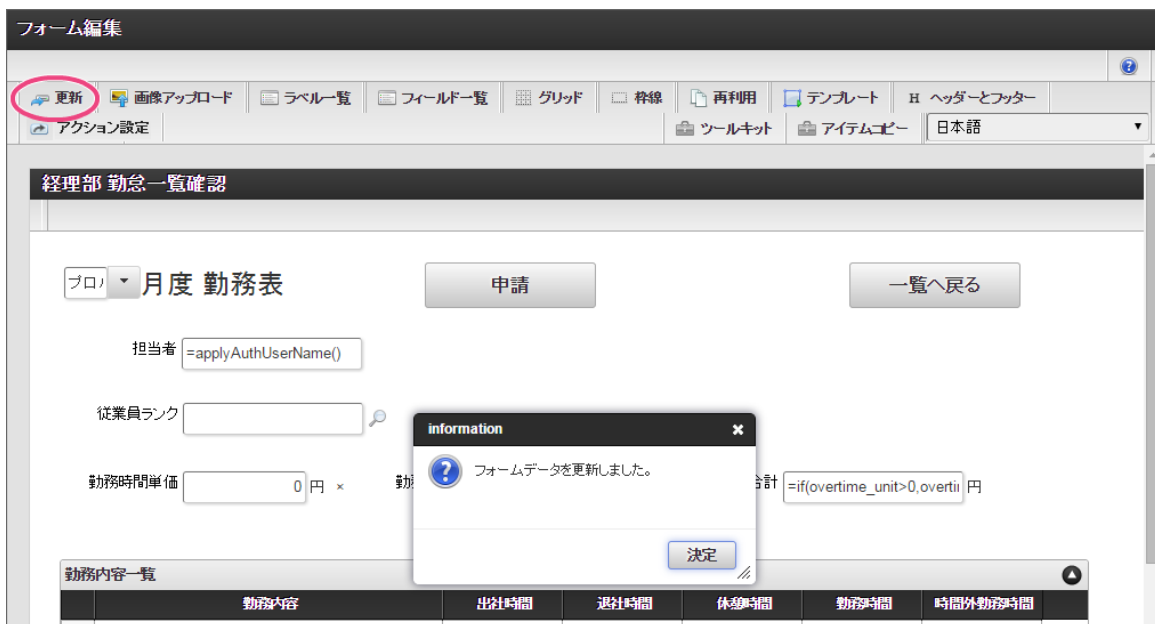 フォーム編集
更新 画像アップロード ラベル一覧 フィールド一覧 グリッド 枠線 再利用 テンプレート H ヘッダーとフッター
アクション設定 ツールキット アイテムコピー 日本語
経理部 勤怠一覧確認
月度 勤務表 申請 一覧へ戻る
担当者 =applyAuthUserName()
従業員ランク
information
フォームデータを更新しました。
勤務時間単価 0 円 × =if(overtime_unit>0,overti 円
決定
勤務内容一覧
勤務内容 出社時間 退社時間 休憩時間 勤務時間 時間外勤務時間